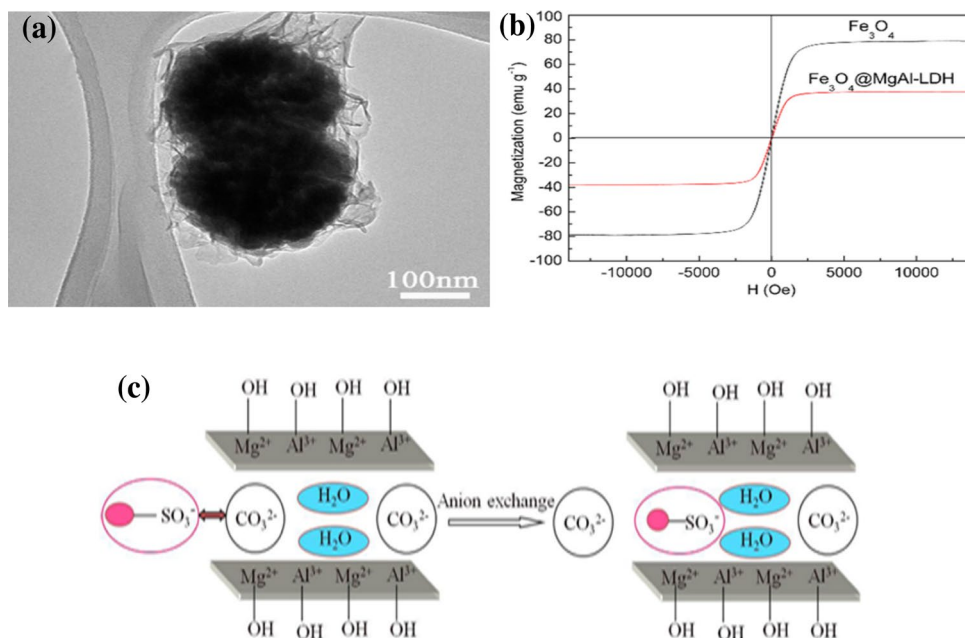 (a)
100nm
(b)
100
80
60
40
20
0
-20
-40
-60
-80
-100
Magnetization (emu g⁻¹)
Fe₃O₄
Fe₃O₄@MgAl-LDH
-10000 -5000 0 5000 10000
H (Oe)
(c)
OH OH OH OH
Mg²⁺ Al³⁺ Mg²⁺ Al³⁺
SO₃⁻ CO₃²⁻ H₂O H₂O CO₃²⁻
Mg²⁺ Al³⁺ Mg²⁺ Al³⁺
OH OH OH OH
Anion exchange
CO₃²⁻
OH OH OH OH
Mg²⁺ Al³⁺ Mg²⁺ Al³⁺
SO₃⁻ H₂O H₂O CO₃²⁻
Mg²⁺ Al³⁺ Mg²⁺ Al³⁺
OH OH OH OH